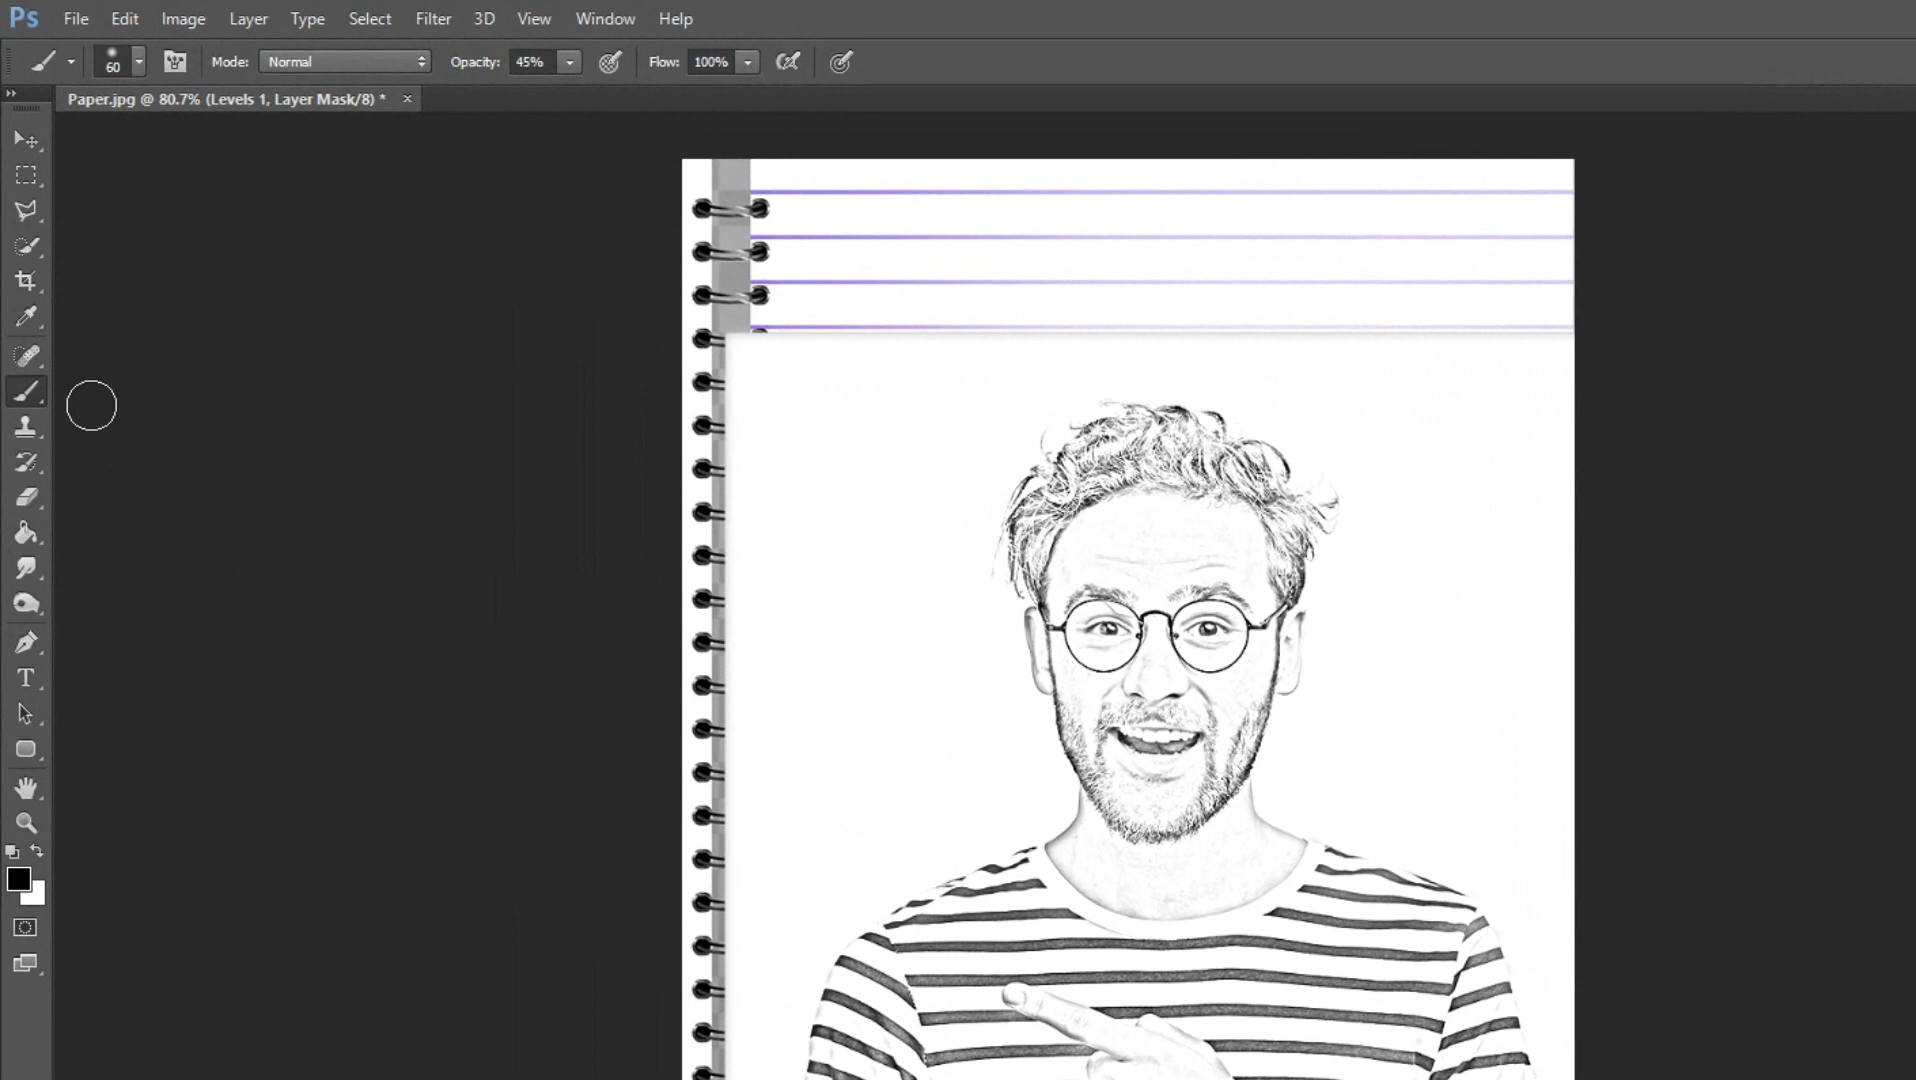 Ps File Edit Image Layer Type Select Filter 3D View Window Help
60 Mode: Normal Opacity: 45% Flow: 100%
Paper.jpg @ 80.7% (Levels 1, Layer Mask/8) * ×
T